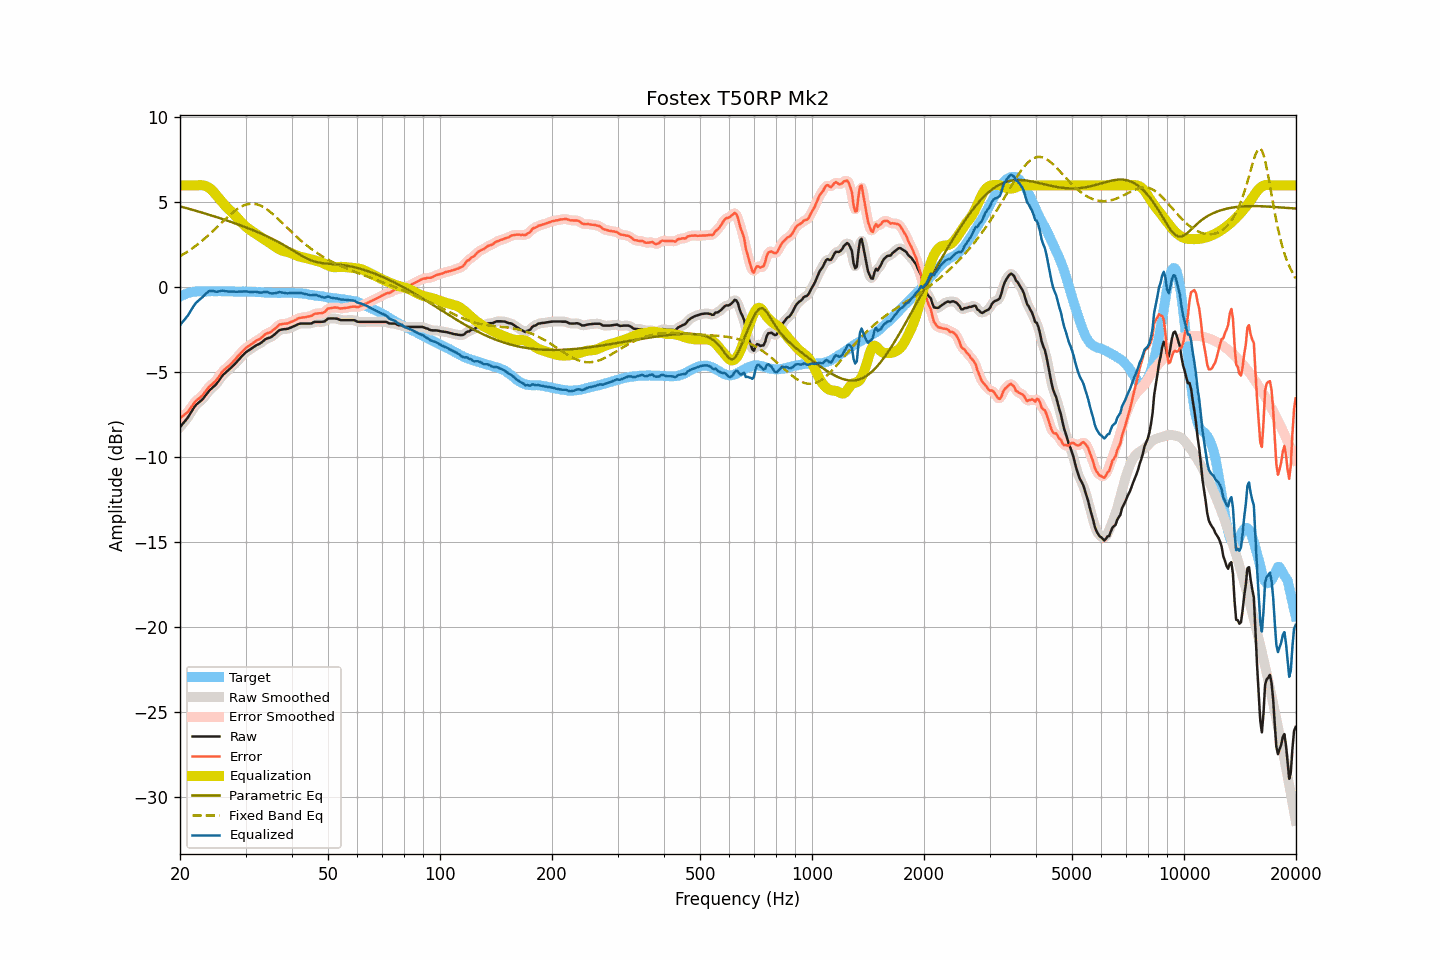 Fostex T50RP Mk2
10
5
0
−5
−10
−15
−20
−25
−30
Amplitude (dBr)
Target
Raw Smoothed
Error Smoothed
Raw
Error
Equalization
Parametric Eq
Fixed Band Eq
Equalized
20 50 100 200 500 1000 2000 5000 10000 20000
Frequency (Hz)